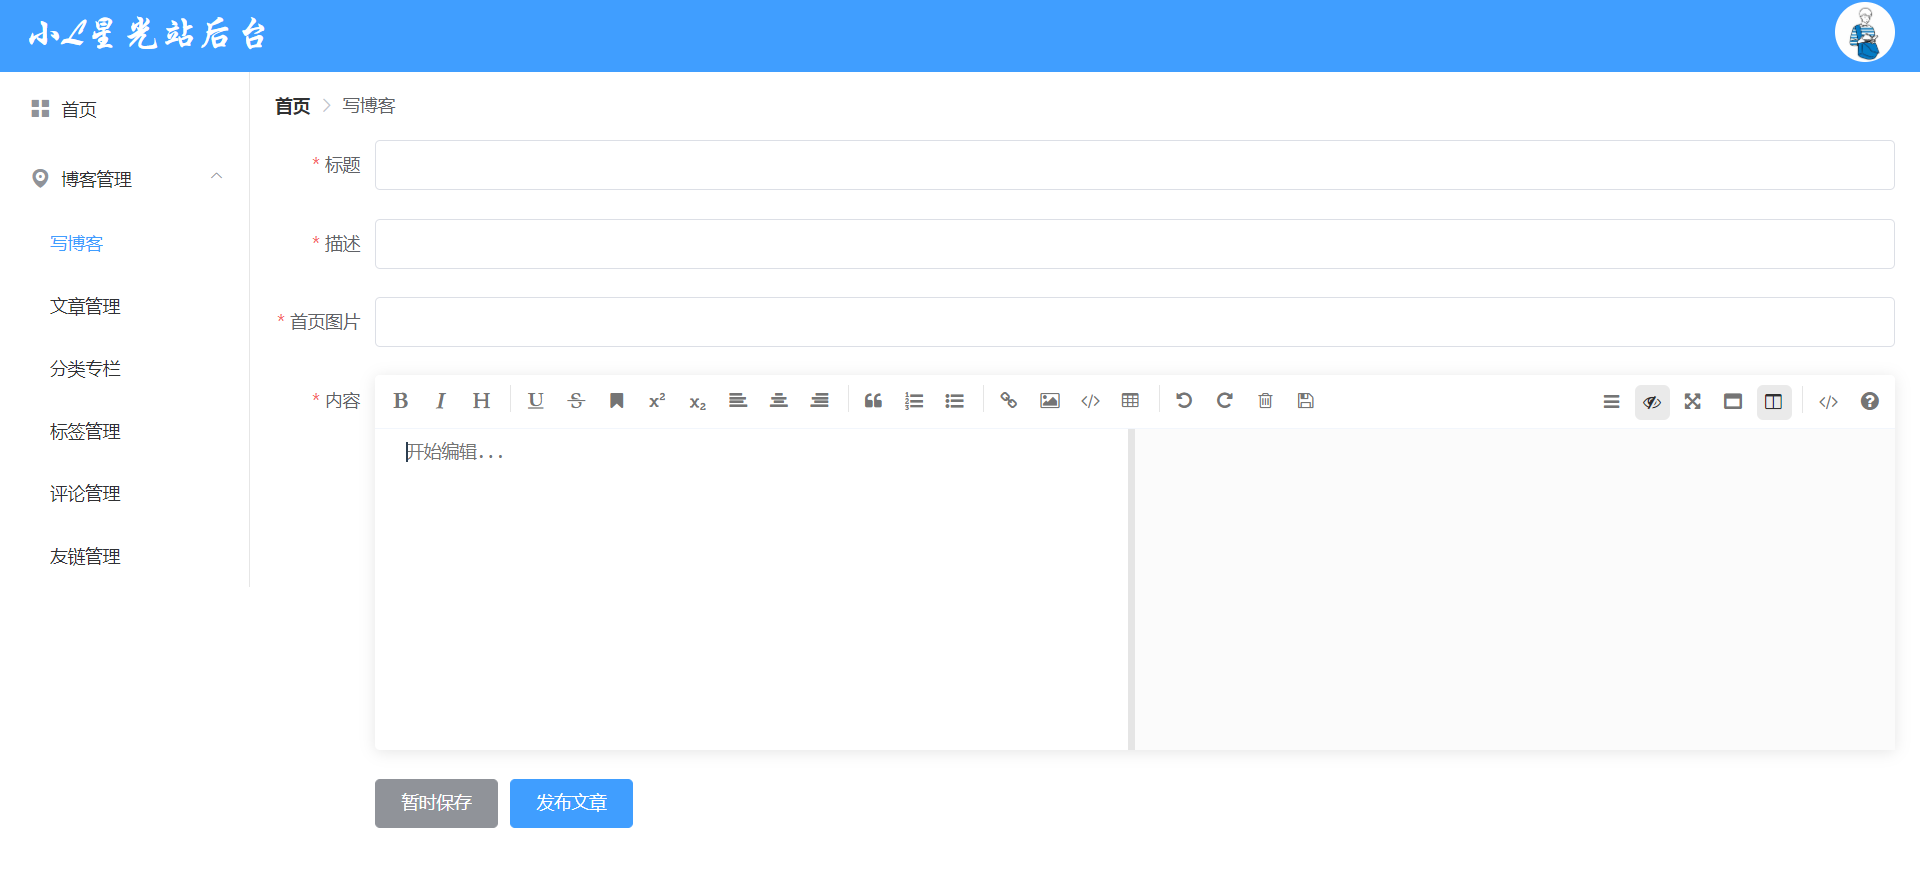 小L星光站后台
首页
博客管理
写博客
文章管理
分类专栏
标签管理
评论管理
友链管理
首页 > 写博客
* 标题
* 描述
* 首页图片
* 内容
开始编辑...
暂时保存
发布文章